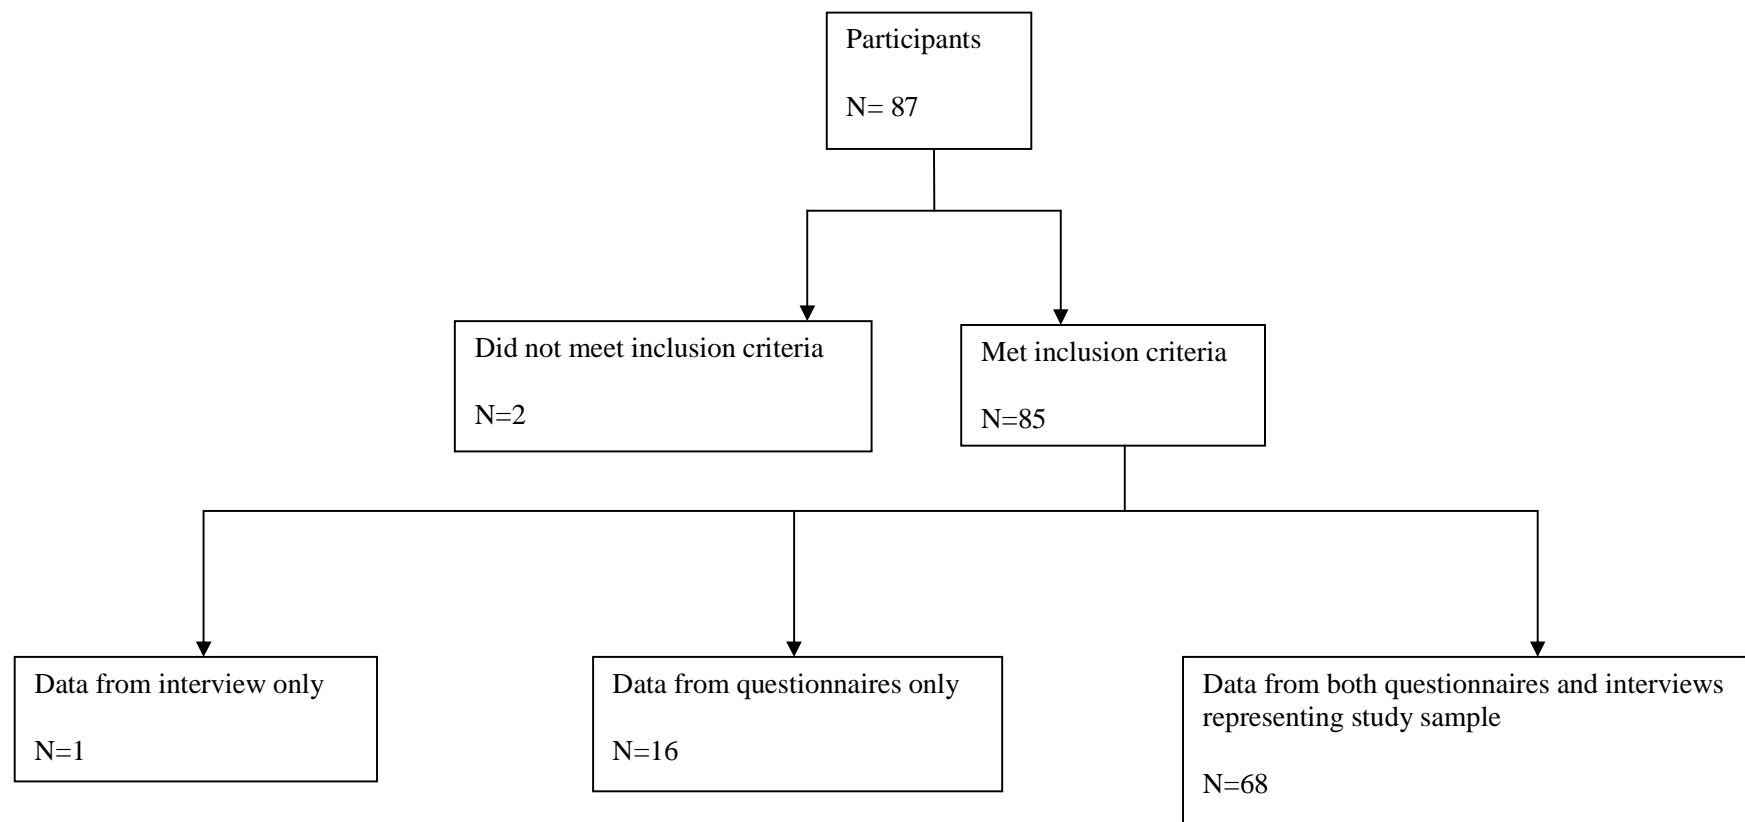 Participants
N= 87
Did not meet inclusion criteria
N=2
Met inclusion criteria
N=85
Data from interview only
N=1
Data from questionnaires only
N=16
Data from both questionnaires and interviews
representing study sample
N=68